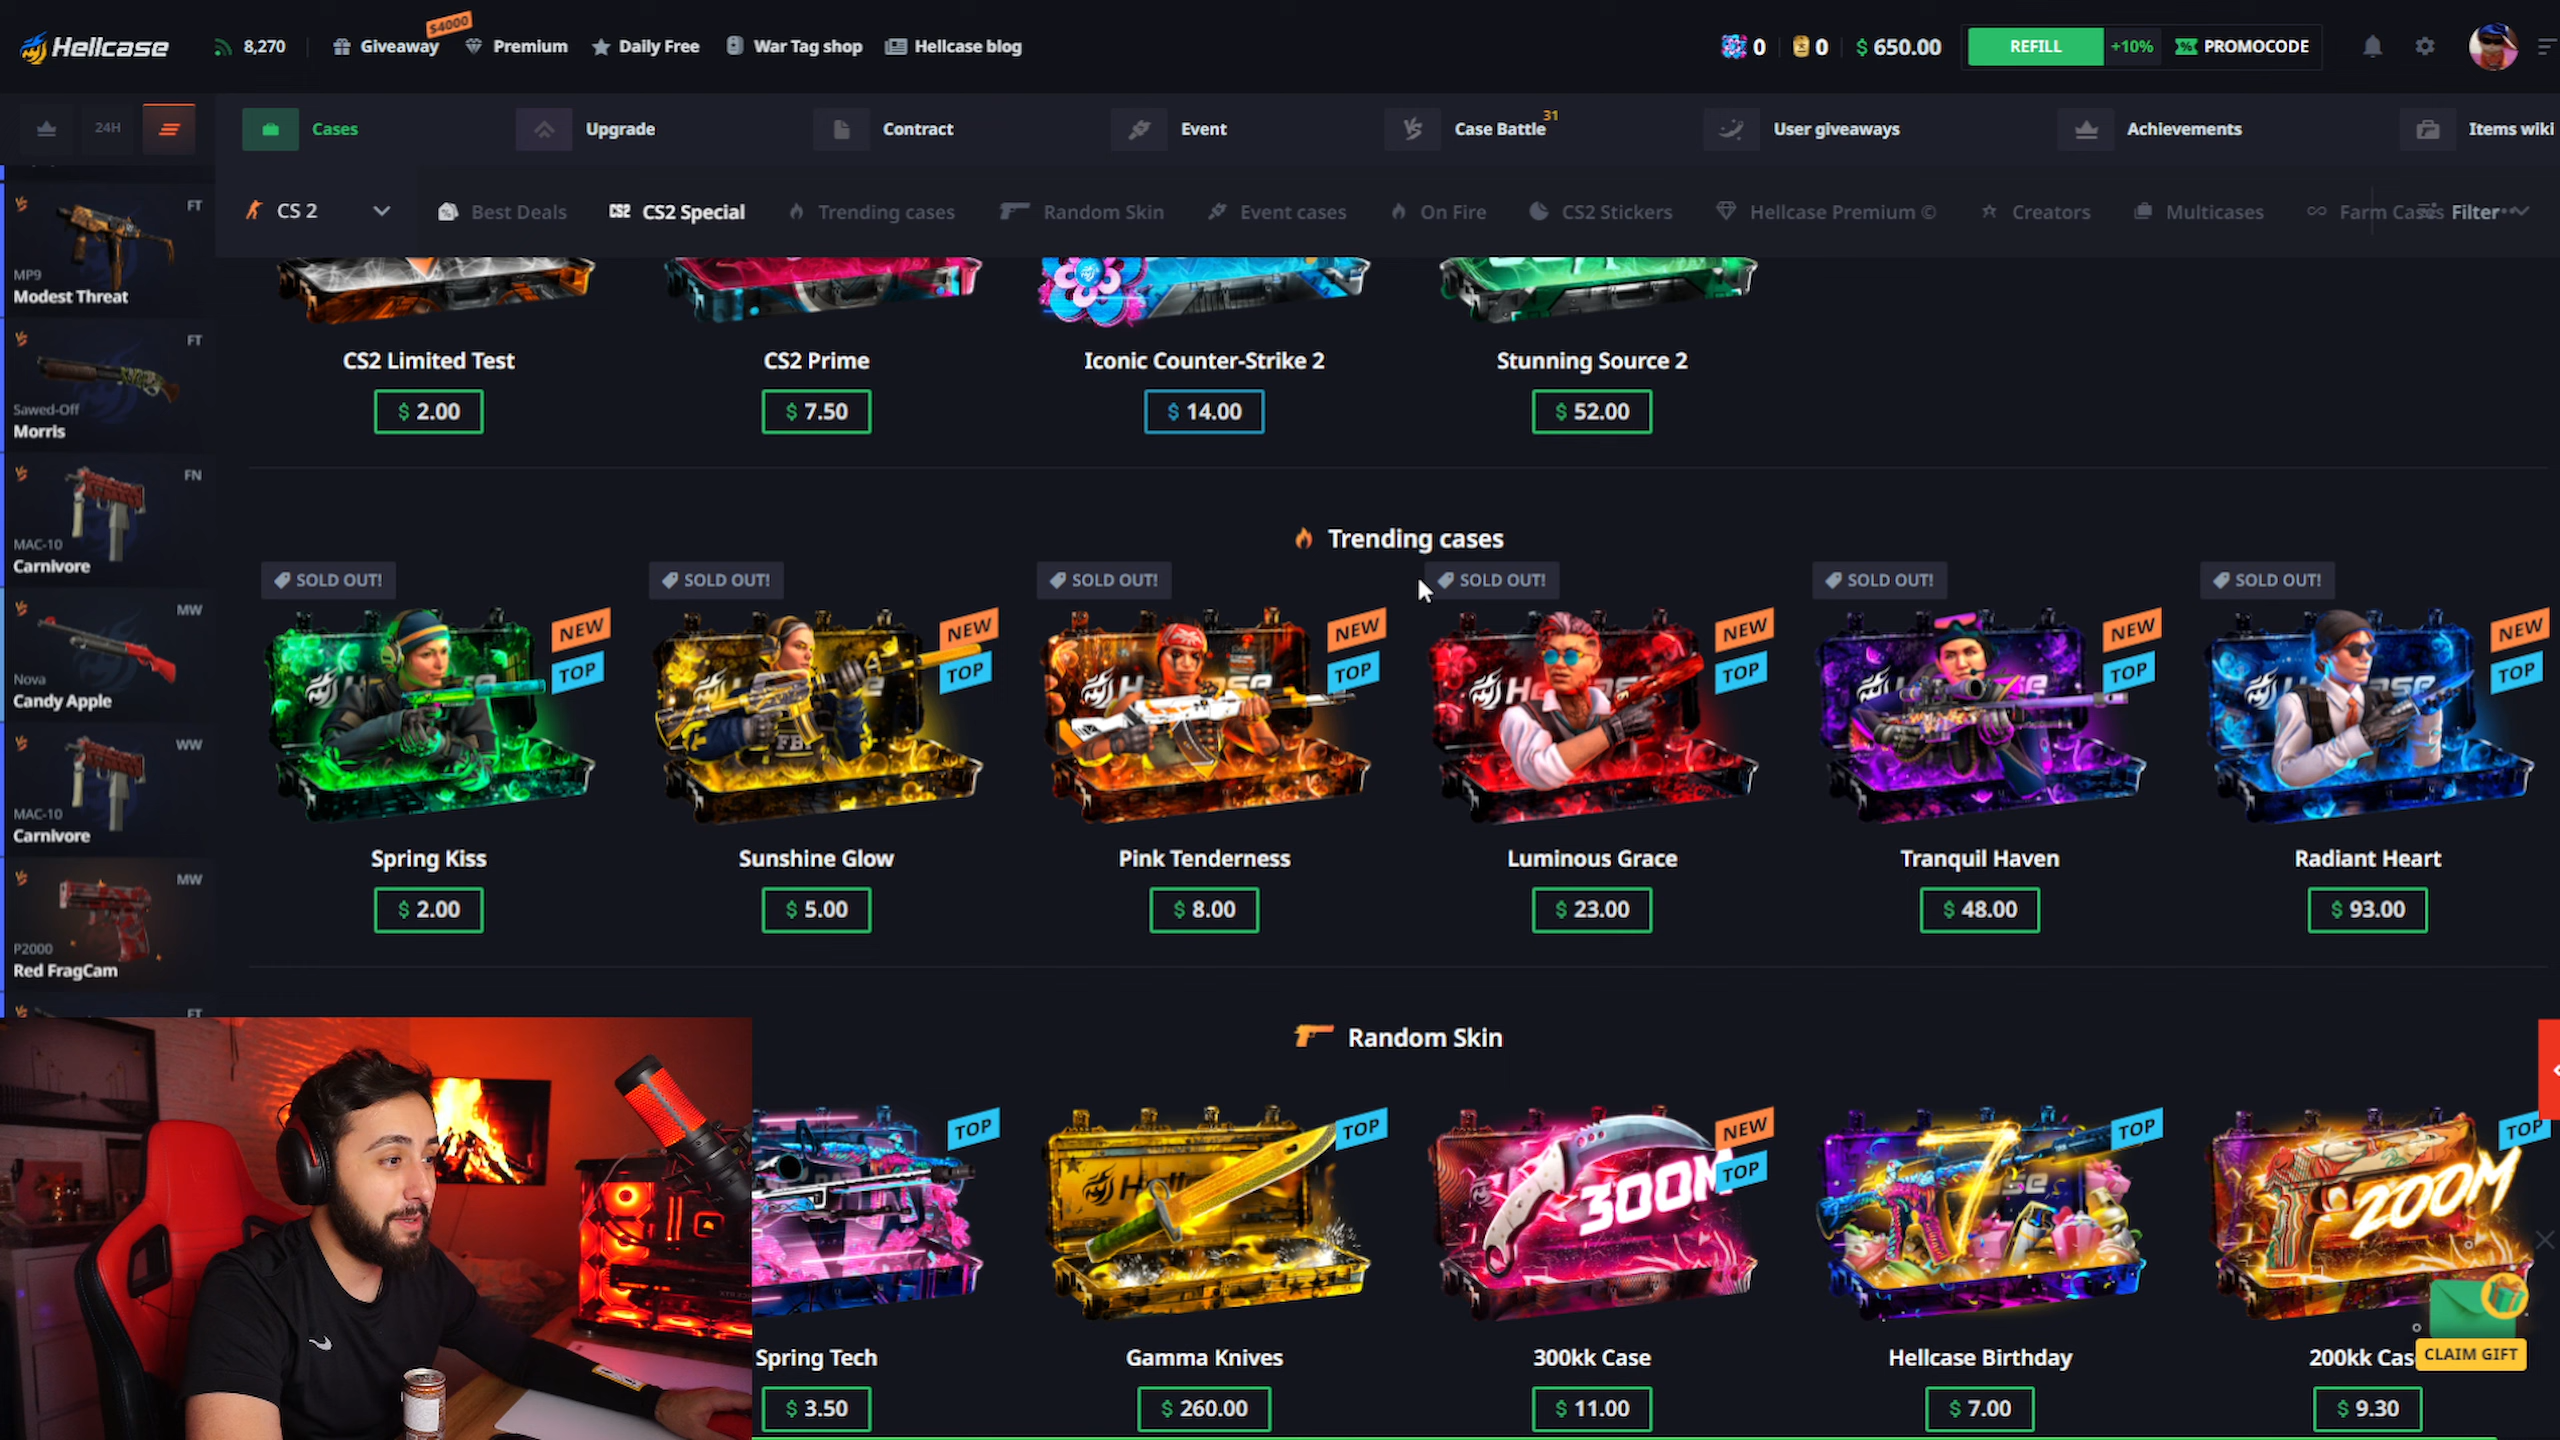 Hellcase
8,270
Giveaway
$4000
Premium
Daily Free
War Tag shop
Hellcase blog
0
0
$ 650.00
REFILL
+10%
PROMOCODE
24H
Cases
Upgrade
Contract
Event
Case Battle
31
User giveaways
Achievements
Items wiki
CS 2
Best Deals
CS2 CS2 Special
Trending cases
Random Skin
Event cases
On Fire
CS2 Stickers
Hellcase Premium ©
Creators
Multicases
Farm Cases
Filter
FT
MP9
Modest Threat
FT
Sawed-Off
Morris
FN
MAC-10
Carnivore
MW
Nova
Candy Apple
WW
MAC-10
Carnivore
MW
P2000
Red FragCam
FT
CS2 Limited Test
CS2 Prime
Iconic Counter-Strike 2
Stunning Source 2
$ 2.00
$ 7.50
$ 14.00
$ 52.00
Trending cases
SOLD OUT!
SOLD OUT!
SOLD OUT!
SOLD OUT!
SOLD OUT!
SOLD OUT!
NEW
TOP
NEW
TOP
FBI
NEW
TOP
NEW
TOP
NEW
TOP
NEW
TOP
Spring Kiss
Sunshine Glow
Pink Tenderness
Luminous Grace
Tranquil Haven
Radiant Heart
$ 2.00
$ 5.00
$ 8.00
$ 23.00
$ 48.00
$ 93.00
Random Skin
TOP
TOP
NEW
TOP
300M
TOP
7
TOP
200M
Spring Tech
Gamma Knives
300kk Case
Hellcase Birthday
200kk Cas
CLAIM GIFT
$ 3.50
$ 260.00
$ 11.00
$ 7.00
$ 9.30